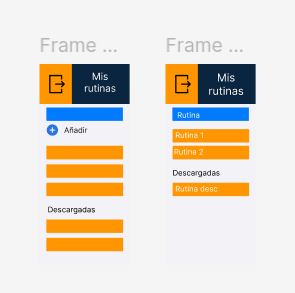 Frame ...
Mis
rutinas
Añadir
Descargadas
Frame ...
Mis
rutinas
Rutina
Rutina 1
Rutina 2
Descargadas
Rutina desc